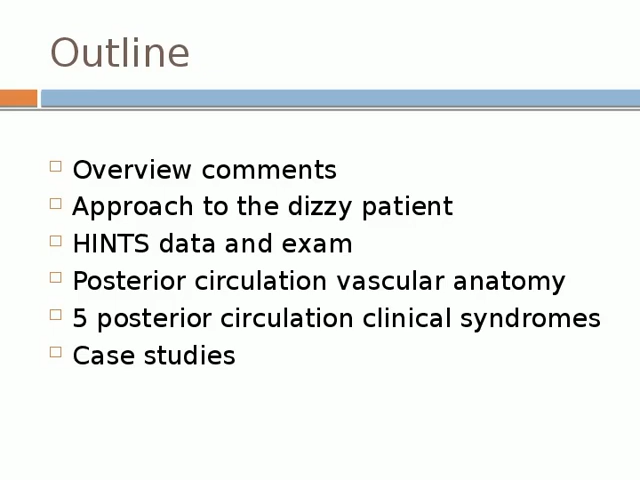 Outline
Overview comments
Approach to the dizzy patient
HINTS data and exam
Posterior circulation vascular anatomy
5 posterior circulation clinical syndromes
Case studies